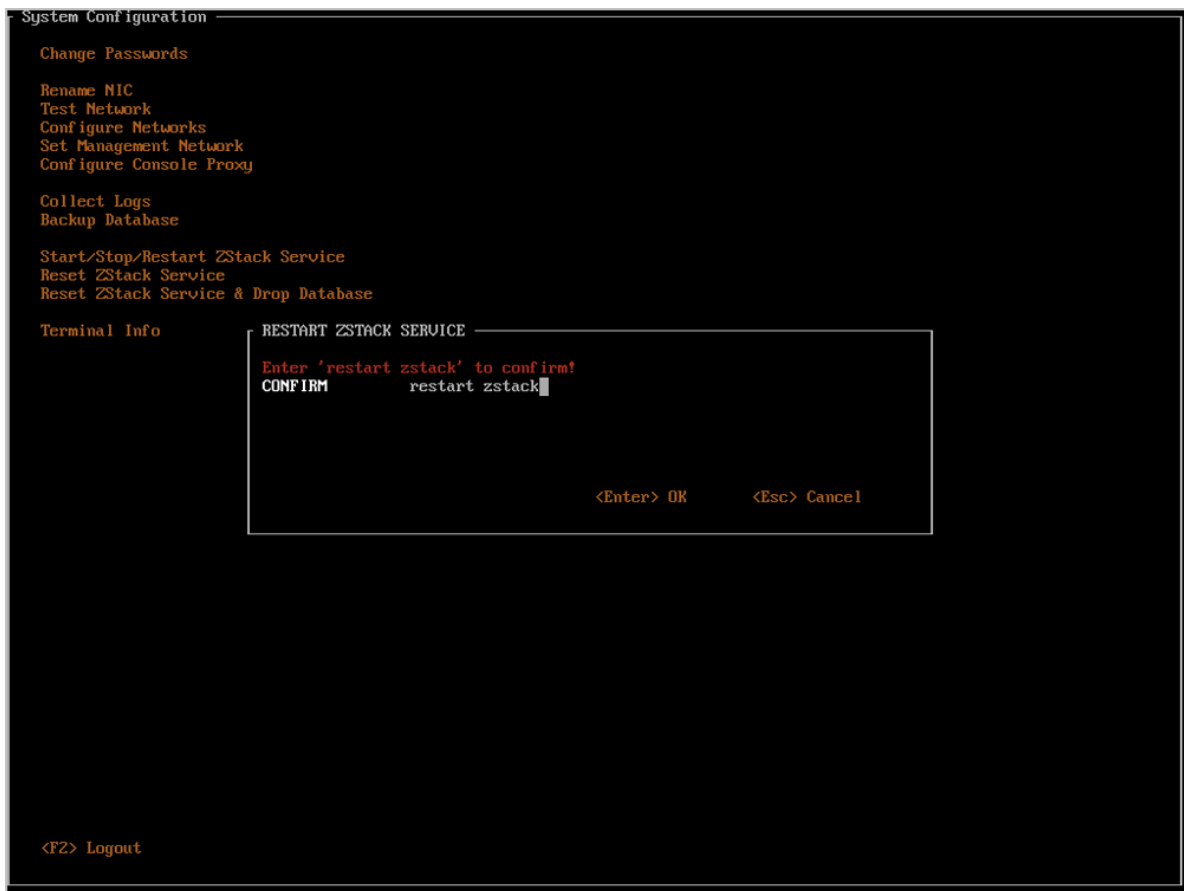 System Configuration
Change Passwords
Rename NIC
Test Network
Configure Networks
Set Management Network
Configure Console Proxy
Collect Logs
Backup Database
Start/Stop/Restart ZStack Service
Reset ZStack Service
Reset ZStack Service & Drop Database
Terminal Info
RESTART ZSTACK SERVICE
Enter 'restart zstack' to confirm!
CONFIRM restart zstack
<Enter> OK <Esc> Cancel
<F2> Logout